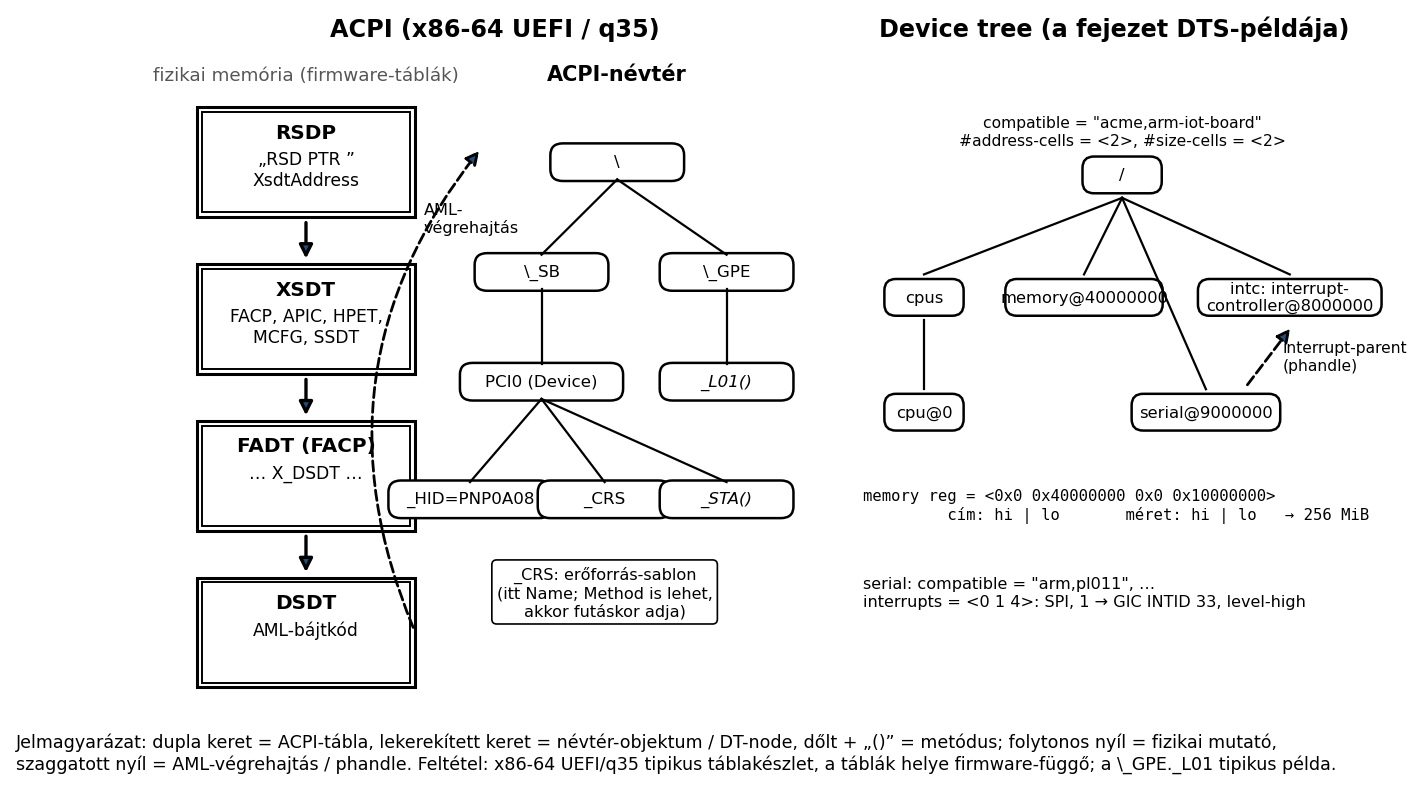 ACPI (x86-64 UEFI / q35)
fizikai memória (firmware-táblák)
ACPI-névtér
RSDP
„RSD PTR ”
XsdtAddress
XSDT
FACP, APIC, HPET,
MCFG, SSDT
FADT (FACP)
… X_DSDT …
DSDT
AML-bájtkód
AML-
végrehajtás
\
\_SB
\_GPE
PCI0 (Device)
_L01()
_HID=PNP0A08
_CRS
_STA()
_CRS: erőforrás-sablon
(itt Name; Method is lehet,
akkor futáskor adja)
Device tree (a fejezet DTS-példája)
compatible = "acme,arm-iot-board"
#address-cells = <2>, #size-cells = <2>
/
cpus
memory@40000000
intc: interrupt-
controller@8000000
interrupt-parent
(phandle)
cpu@0
serial@9000000
memory reg = <0x0 0x40000000 0x0 0x10000000>
cím: hi | lo méret: hi | lo → 256 MiB
serial: compatible = "arm,pl011", …
interrupts = <0 1 4>: SPI, 1 → GIC INTID 33, level-high
Jelmagyarázat: dupla keret = ACPI-tábla, lekerekített keret = névtér-objektum / DT-node, dőlt + „()” = metódus; folytonos nyíl = fizikai mutató,
szaggatott nyíl = AML-végrehajtás / phandle. Feltétel: x86-64 UEFI/q35 tipikus táblakészlet, a táblák helye firmware-függő; a \_GPE._L01 tipikus példa.